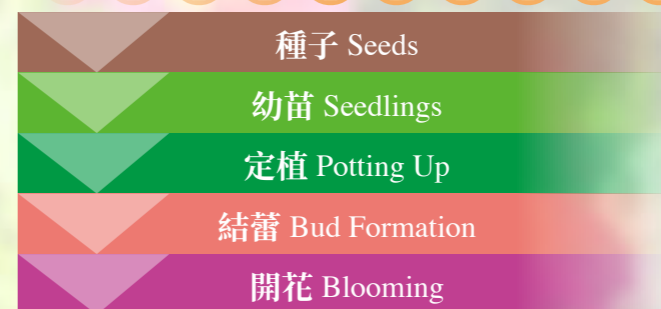 種子 Seeds
幼苗 Seedlings
定植 Potting Up
結蕾 Bud Formation
開花 Blooming